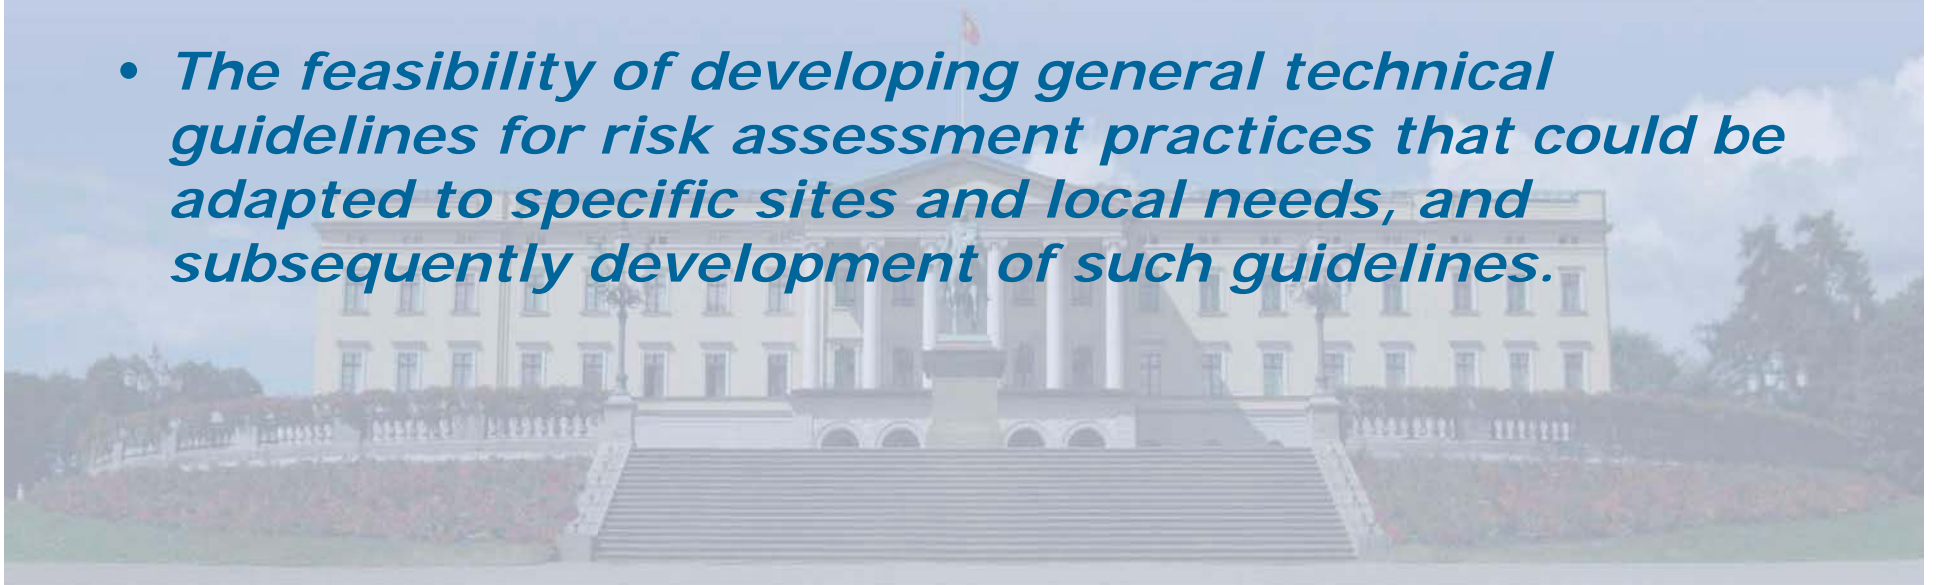 • The feasibility of developing general technical
guidelines for risk assessment practices that could be
adapted to specific sites and local needs, and
subsequently development of such guidelines.